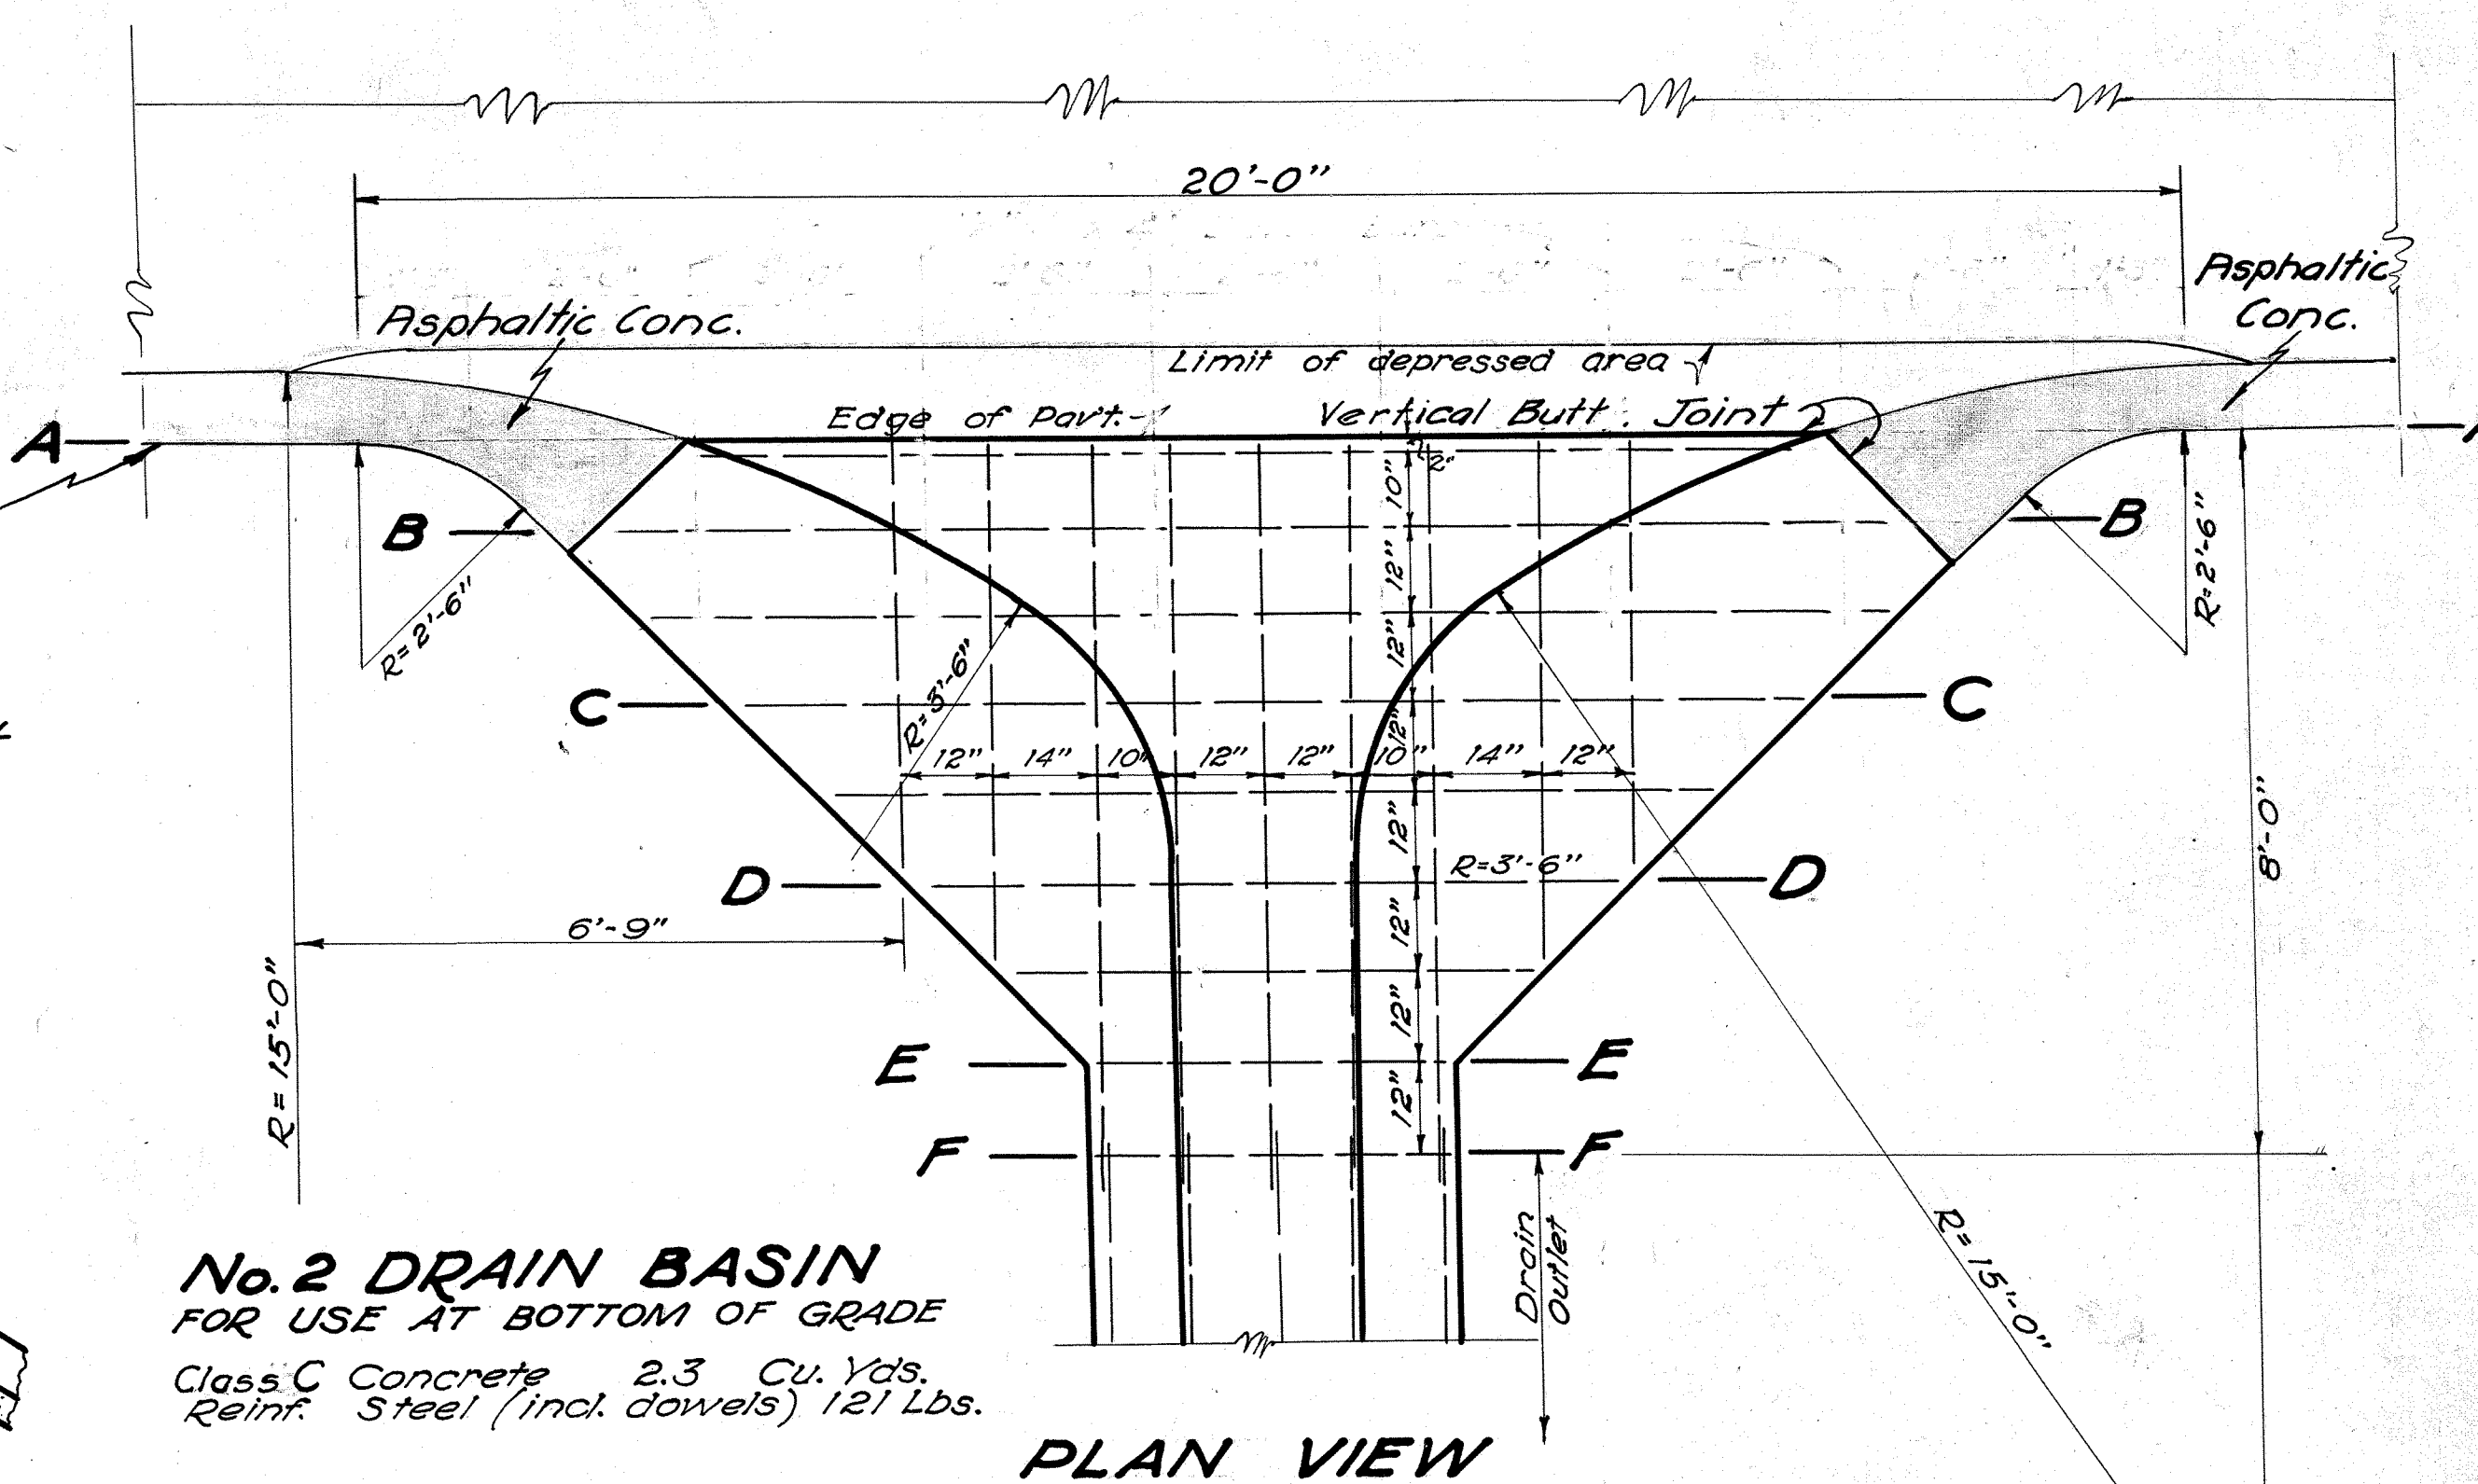 20'-0"
Asphaltic
Conc.
Asphaltic Conc.
Limit of depressed area
Edge of Pav't.
Vertical Butt. Joint
A
2"
10"
B
B
R=2'-6"
R=2'-6"
12"
12"
R=3'-6"
C
C
12"
12"
14"
10"
12"
12"
10"
14"
12"
8'-0"
12"
R=3'-6"
D
D
6'-9"
12"
R=15'-0"
12"
E
E
12"
F
F
Drain
Outlet
R=15'-0"
No.2 DRAIN BASIN
FOR USE AT BOTTOM OF GRADE
Class C Concrete 2.3 Cu. Yds.
Reinf. Steel (incl. dowels) 121 Lbs.
PLAN VIEW